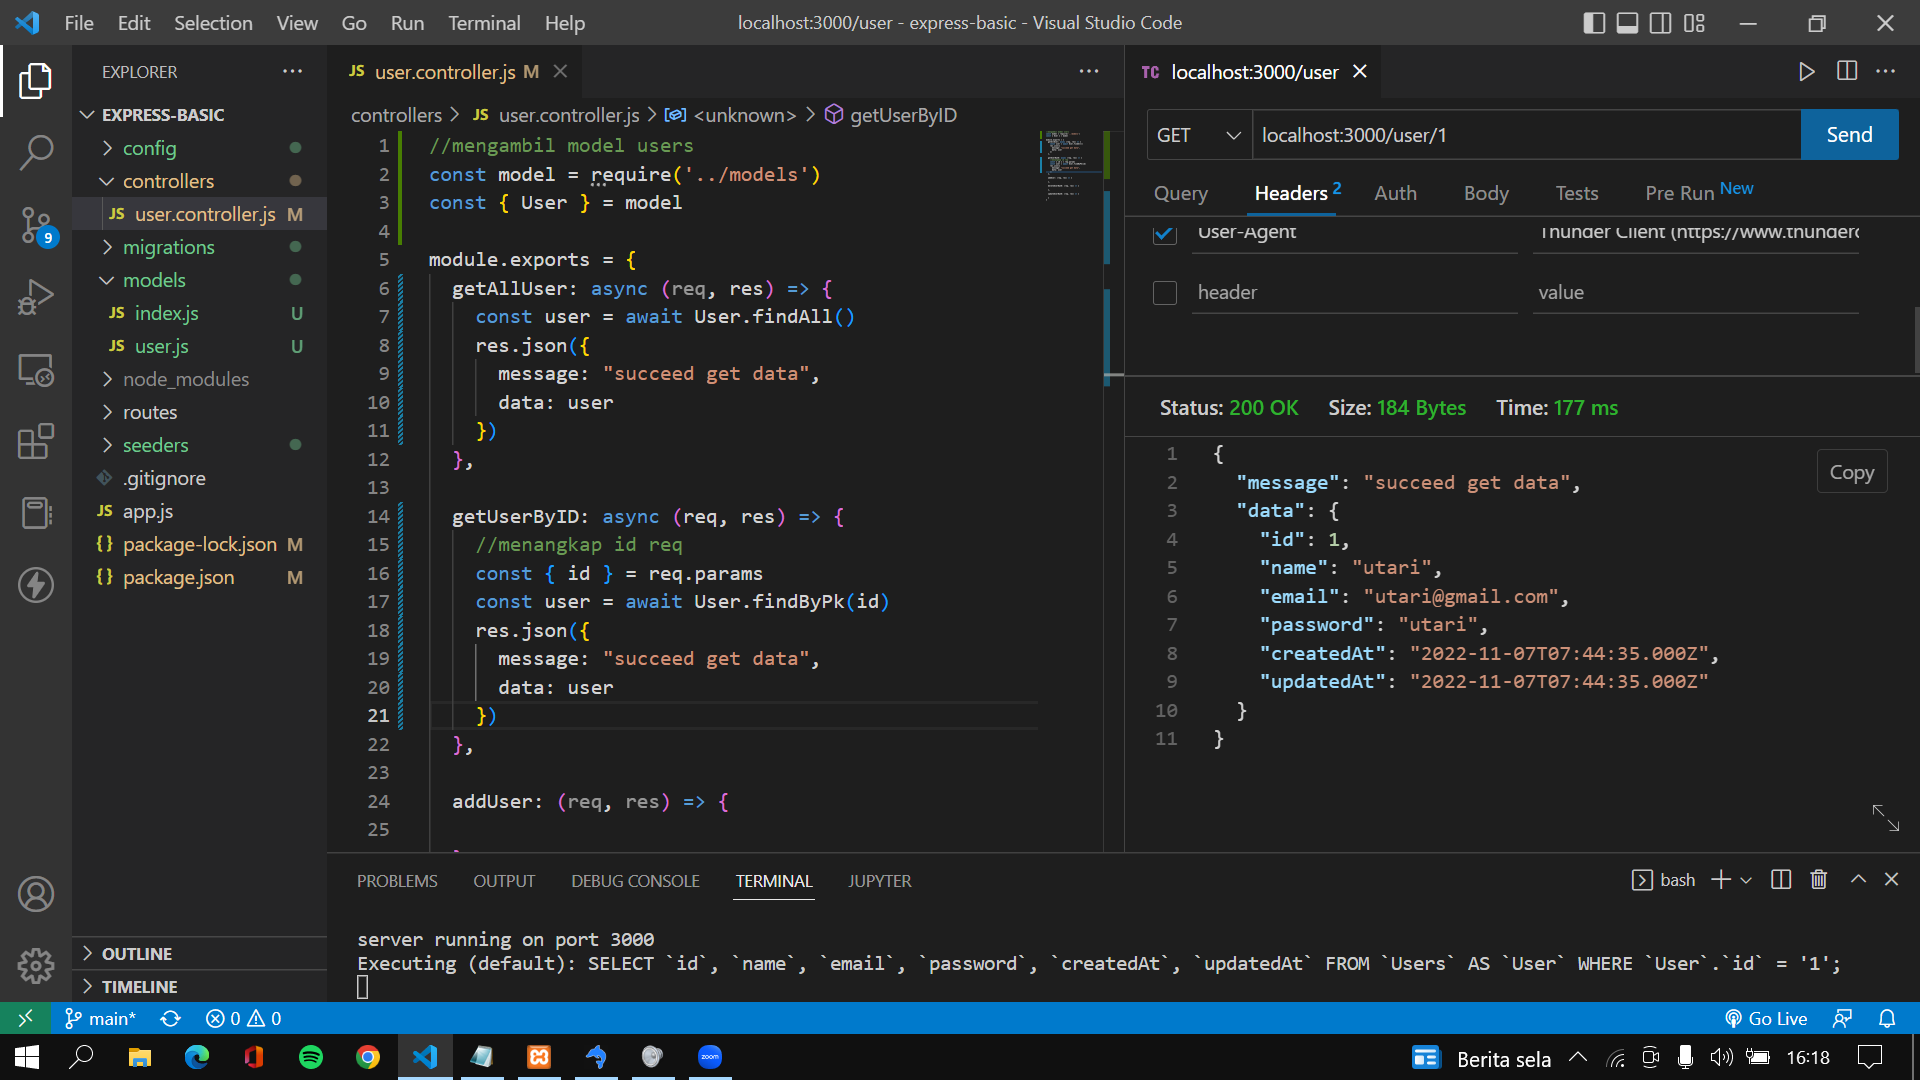 File Edit Selection View Go Run Terminal Help
localhost:3000/user - express-basic - Visual Studio Code
EXPLORER
EXPRESS-BASIC
config
controllers
JS user.controller.js M
migrations
models
JS index.js U
JS user.js U
node_modules
routes
seeders
.gitignore
JS app.js
{} package-lock.json M
{} package.json M
OUTLINE
TIMELINE
9
JS user.controller.js M
controllers > JS user.controller.js > <unknown> > getUserByID
1 //mengambil model users
2 const model = require('../models')
3 const { User } = model
4
5 module.exports = {
6 getAllUser: async (req, res) => {
7 const user = await User.findAll()
8 res.json({
9 message: "succeed get data",
10 data: user
11 })
12 },
13
14 getUserByID: async (req, res) => {
15 //menangkap id req
16 const { id } = req.params
17 const user = await User.findByPk(id)
18 res.json({
19 message: "succeed get data",
20 data: user
21 })
22 },
23
24 addUser: (req, res) => {
25
TC localhost:3000/user
GET localhost:3000/user/1 Send
Query Headers 2 Auth Body Tests Pre Run New
User-Agent Thunder Client (https://www.thunderc
header value
Status: 200 OK Size: 184 Bytes Time: 177 ms
Copy
1 {
2 "message": "succeed get data",
3 "data": {
4 "id": 1,
5 "name": "utari",
6 "email": "utari@gmail.com",
7 "password": "utari",
8 "createdAt": "2022-11-07T07:44:35.000Z",
9 "updatedAt": "2022-11-07T07:44:35.000Z"
10 }
11 }
PROBLEMS OUTPUT DEBUG CONSOLE TERMINAL JUPYTER
bash
server running on port 3000
Executing (default): SELECT `id`, `name`, `email`, `password`, `createdAt`, `updatedAt` FROM `Users` AS `User` WHERE `User`.`id` = '1';
main* 0 0
Go Live
zoom
Berita sela
16:18